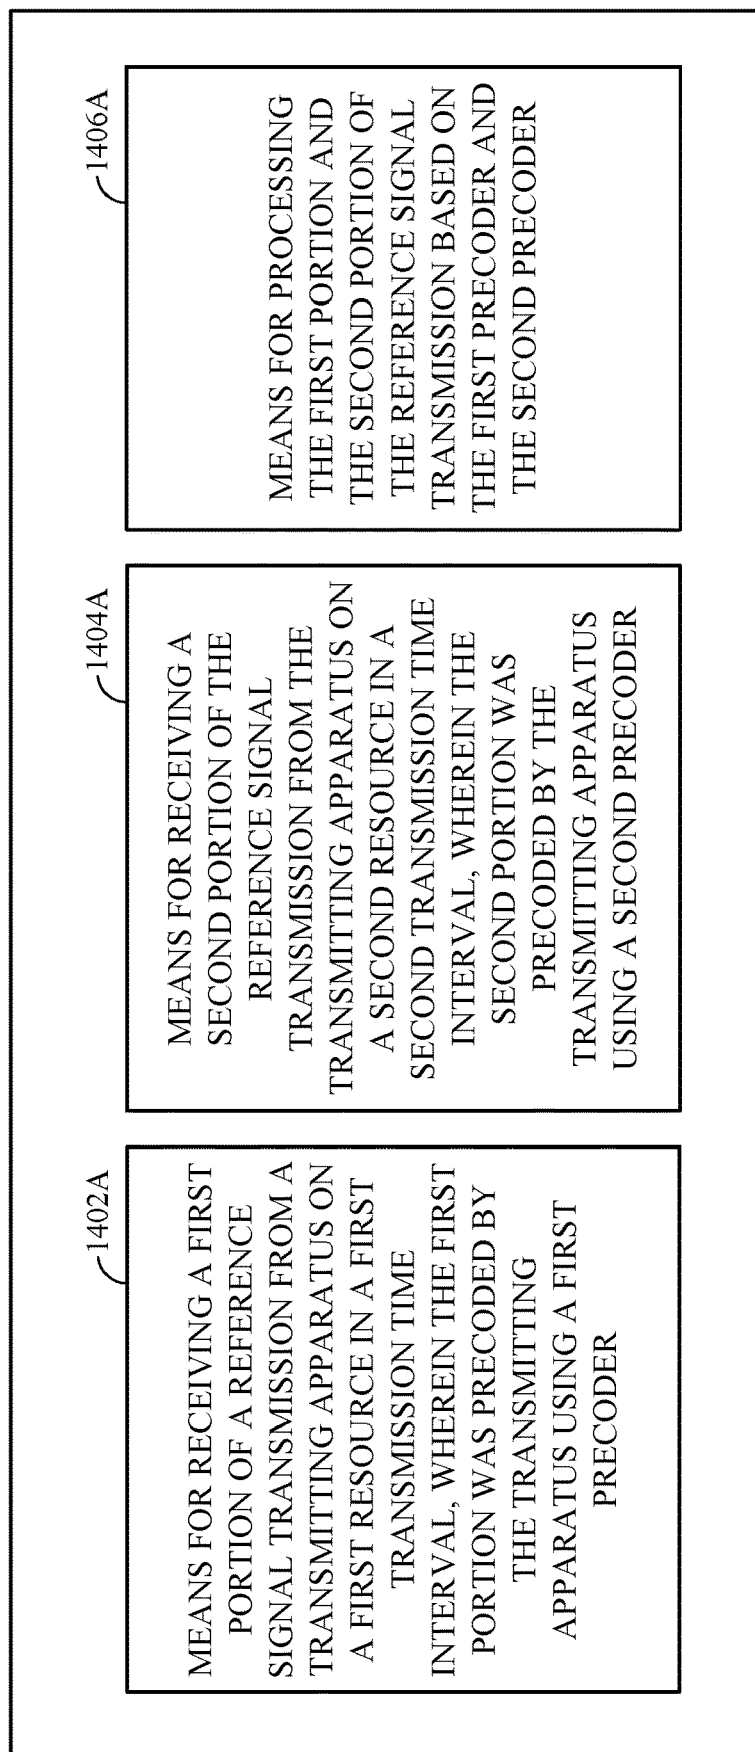 1402A
MEANS FOR RECEIVING A FIRST
PORTION OF A REFERENCE
SIGNAL TRANSMISSION FROM A
TRANSMITTING APPARATUS ON
A FIRST RESOURCE IN A FIRST
TRANSMISSION TIME
INTERVAL, WHEREIN THE FIRST
PORTION WAS PRECODED BY
THE TRANSMITTING
APPARATUS USING A FIRST
PRECODER
1404A
MEANS FOR RECEIVING A
SECOND PORTION OF THE
REFERENCE SIGNAL
TRANSMISSION FROM THE
TRANSMITTING APPARATUS ON
A SECOND RESOURCE IN A
SECOND TRANSMISSION TIME
INTERVAL, WHEREIN THE
SECOND PORTION WAS
PRECODED BY THE
TRANSMITTING APPARATUS
USING A SECOND PRECODER
1406A
MEANS FOR PROCESSING
THE FIRST PORTION AND
THE SECOND PORTION OF
THE REFERENCE SIGNAL
TRANSMISSION BASED ON
THE FIRST PRECODER AND
THE SECOND PRECODER